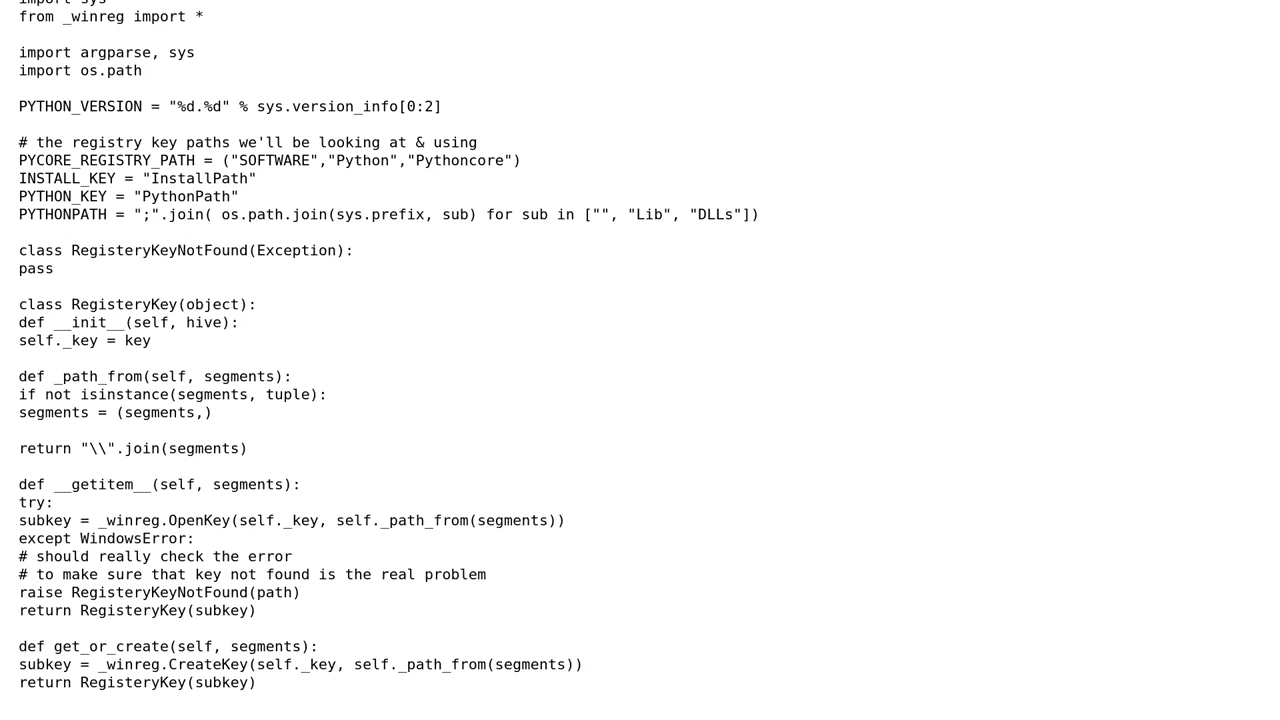 import sys
from _winreg import *
import argparse, sys
import os.path
PYTHON_VERSION = "%d.%d" % sys.version_info[0:2]
# the registry key paths we'll be looking at & using
PYCORE_REGISTRY_PATH = ("SOFTWARE","Python","Pythoncore")
INSTALL_KEY = "InstallPath"
PYTHON_KEY = "PythonPath"
PYTHONPATH = ";".join( os.path.join(sys.prefix, sub) for sub in ["", "Lib", "DLLs"])
class RegisteryKeyNotFound(Exception):
pass
class RegisteryKey(object):
def __init__(self, hive):
self._key = key
def _path_from(self, segments):
if not isinstance(segments, tuple):
segments = (segments,)
return "\\".join(segments)
def __getitem__(self, segments):
try:
subkey = _winreg.OpenKey(self._key, self._path_from(segments))
except WindowsError:
# should really check the error
# to make sure that key not found is the real problem
raise RegisteryKeyNotFound(path)
return RegisteryKey(subkey)
def get_or_create(self, segments):
subkey = _winreg.CreateKey(self._key, self._path_from(segments))
return RegisteryKey(subkey)